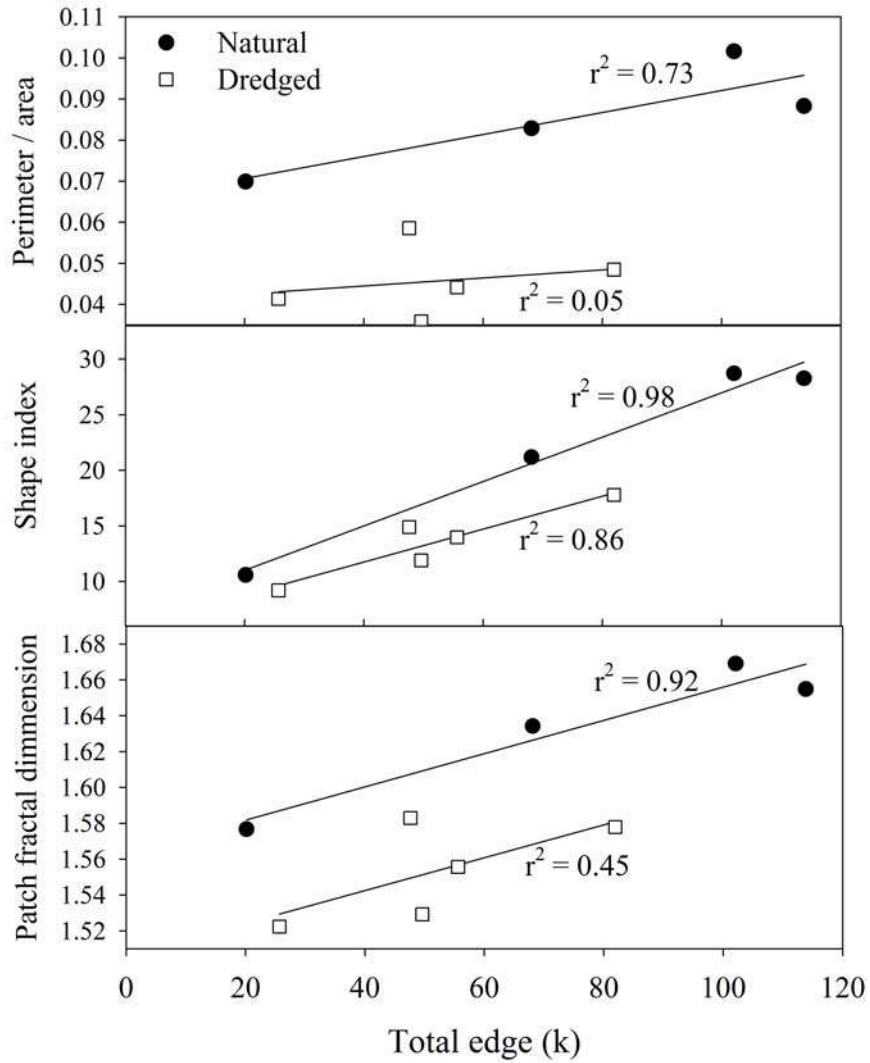 0.11
0.10
0.09
0.08
0.07
0.06
0.05
0.04
Perimeter / area
Natural
Dredged
r² = 0.73
r² = 0.05
30
25
20
15
10
Shape index
r² = 0.98
r² = 0.86
1.68
1.66
1.64
1.62
1.60
1.58
1.56
1.54
1.52
Patch fractal dimmension
r² = 0.92
r² = 0.45
0 20 40 60 80 100 120
Total edge (k)